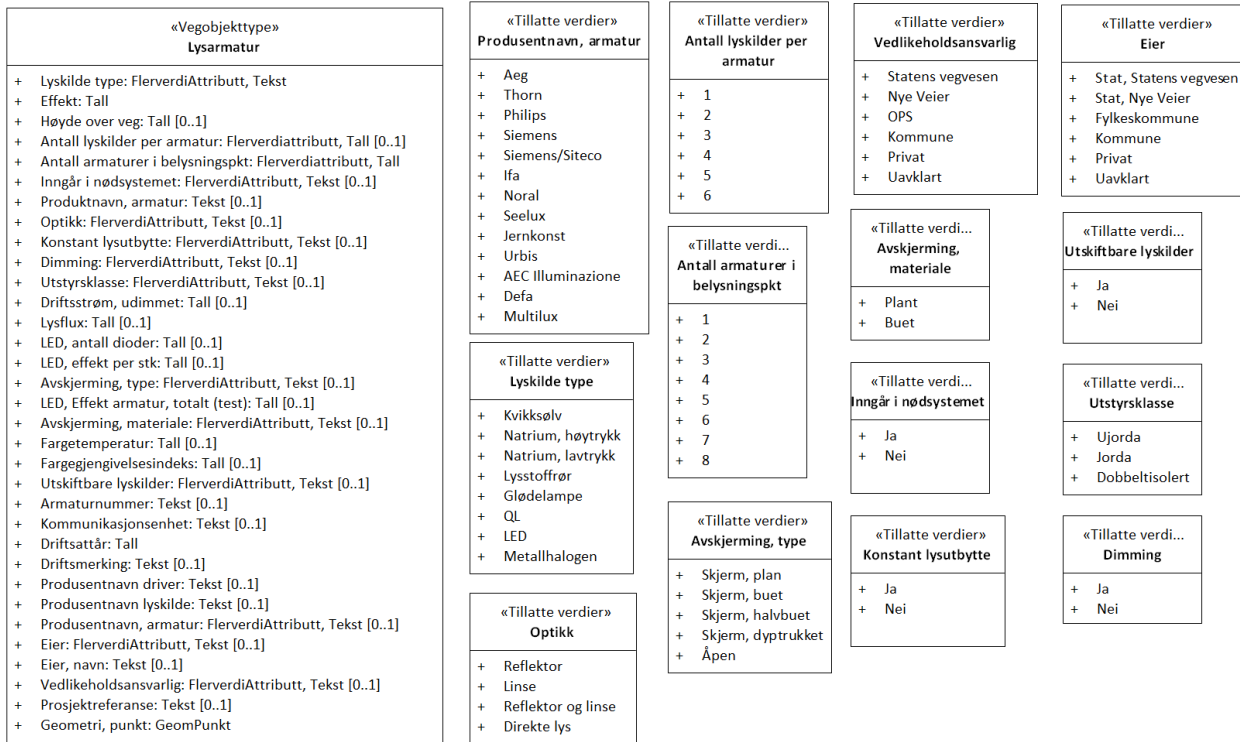 «Vegobjekttype»
Lysarmatur
+ Lyskilde type: FlerverdiAttributt, Tekst
+ Effekt: Tall
+ Høyde over veg: Tall [0..1]
+ Antall lyskilder per armatur: Flerverdiattributt, Tall [0..1]
+ Antall armaturer i belysningspkt: Flerverdiattributt, Tall
+ Inngår i nødsystemet: FlerverdiAttributt, Tekst [0..1]
+ Produktnavn, armatur: Tekst [0..1]
+ Optikk: FlerverdiAttributt, Tekst [0..1]
+ Konstant lysutbytte: FlerverdiAttributt, Tekst [0..1]
+ Dimming: FlerverdiAttributt, Tekst [0..1]
+ Utstyrsklasse: FlerverdiAttributt, Tekst [0..1]
+ Driftsstrøm, udimmet: Tall [0..1]
+ Lysflux: Tall [0..1]
+ LED, antall dioder: Tall [0..1]
+ LED, effekt per stk: Tall [0..1]
+ Avskjerming, type: FlerverdiAttributt, Tekst [0..1]
+ LED, Effekt armatur, totalt (test): Tall [0..1]
+ Avskjerming, materiale: FlerverdiAttributt, Tekst [0..1]
+ Fargetemperatur: Tall [0..1]
+ Fargegjengivelsesindeks: Tall [0..1]
+ Utskiftbare lyskilder: FlerverdiAttributt, Tekst [0..1]
+ Armaturnummer: Tekst [0..1]
+ Kommunikasjonsenhet: Tekst [0..1]
+ Driftsattår: Tall
+ Driftsmerking: Tekst [0..1]
+ Produsentnavn driver: Tekst [0..1]
+ Produsentnavn lyskilde: Tekst [0..1]
+ Produsentnavn, armatur: FlerverdiAttributt, Tekst [0..1]
+ Eier: FlerverdiAttributt, Tekst [0..1]
+ Eier, navn: Tekst [0..1]
+ Vedlikeholdsansvarlig: FlerverdiAttributt, Tekst [0..1]
+ Prosjektreferanse: Tekst [0..1]
+ Geometri, punkt: GeomPunkt
«Tillatte verdier»
Produsentnavn, armatur
+ Aeg
+ Thorn
+ Philips
+ Siemens
+ Siemens/Siteco
+ Ifa
+ Noral
+ Seelux
+ Jernkonst
+ Urbis
+ AEC Illuminazione
+ Defa
+ Multilux
«Tillatte verdier»
Lyskilde type
+ Kvikksølv
+ Natrium, høytrykk
+ Natrium, lavtrykk
+ Lysstoffrør
+ Glødelampe
+ QL
+ LED
+ Metallhalogen
«Tillatte verdier»
Optikk
+ Reflektor
+ Linse
+ Reflektor og linse
+ Direkte lys
«Tillatte verdier»
Antall lyskilder per
armatur
+ 1
+ 2
+ 3
+ 4
+ 5
+ 6
«Tillatte verdi...
Antall armaturer i
belysningspkt
+ 1
+ 2
+ 3
+ 4
+ 5
+ 6
+ 7
+ 8
«Tillatte verdier»
Avskjerming, type
+ Skjerm, plan
+ Skjerm, buet
+ Skjerm, halvbuet
+ Skjerm, dyptrukket
+ Åpen
«Tillatte verdier»
Vedlikeholdsansvarlig
+ Statens vegvesen
+ Nye Veier
+ OPS
+ Kommune
+ Privat
+ Uavklart
«Tillatte verdi...
Avskjerming,
materiale
+ Plant
+ Buet
«Tillatte verdi...
Inngår i nødsystemet
+ Ja
+ Nei
«Tillatte verdier»
Konstant lysutbytte
+ Ja
+ Nei
«Tillatte verdier»
Eier
+ Stat, Statens vegvesen
+ Stat, Nye Veier
+ Fylkeskommune
+ Kommune
+ Privat
+ Uavklart
«Tillatte verdi...
Utskiftbare lyskilder
+ Ja
+ Nei
«Tillatte verdi...
Utstyrsklasse
+ Ujorda
+ Jorda
+ Dobbeltisolert
«Tillatte verdi...
Dimming
+ Ja
+ Nei